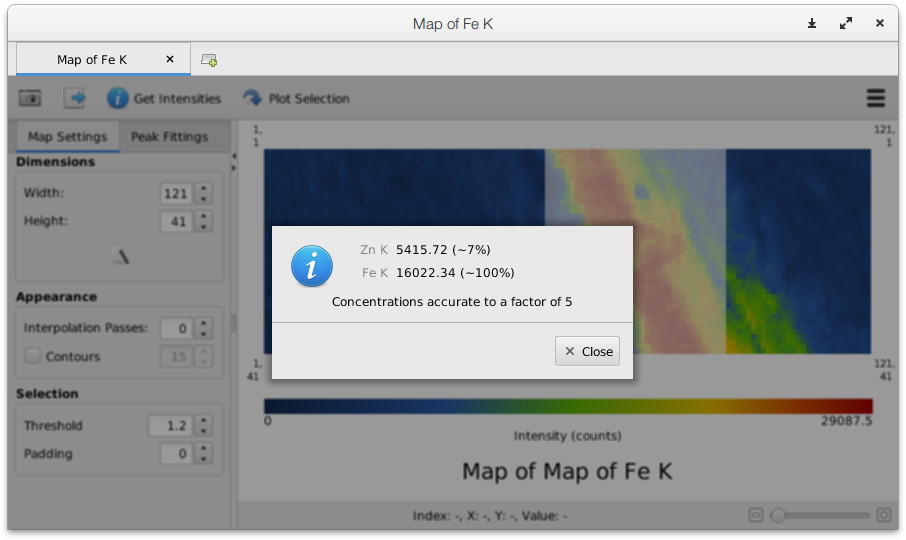 Map of Fe K
Map of Fe K
Get Intensities
Plot Selection
Map Settings
Peak Fittings
Dimensions
Width:
121
Height:
41
Appearance
Interpolation Passes:
0
Contours
15
Selection
Threshold
1.2
Padding
0
1,
1
121,
1
Zn K 5415.72 (~7%)
Fe K 16022.34 (~100%)
Concentrations accurate to a factor of 5
Close
1,
41
121,
41
0
29087.5
Intensity (counts)
Map of Map of Fe K
Index: -, X: -, Y: -, Value: -